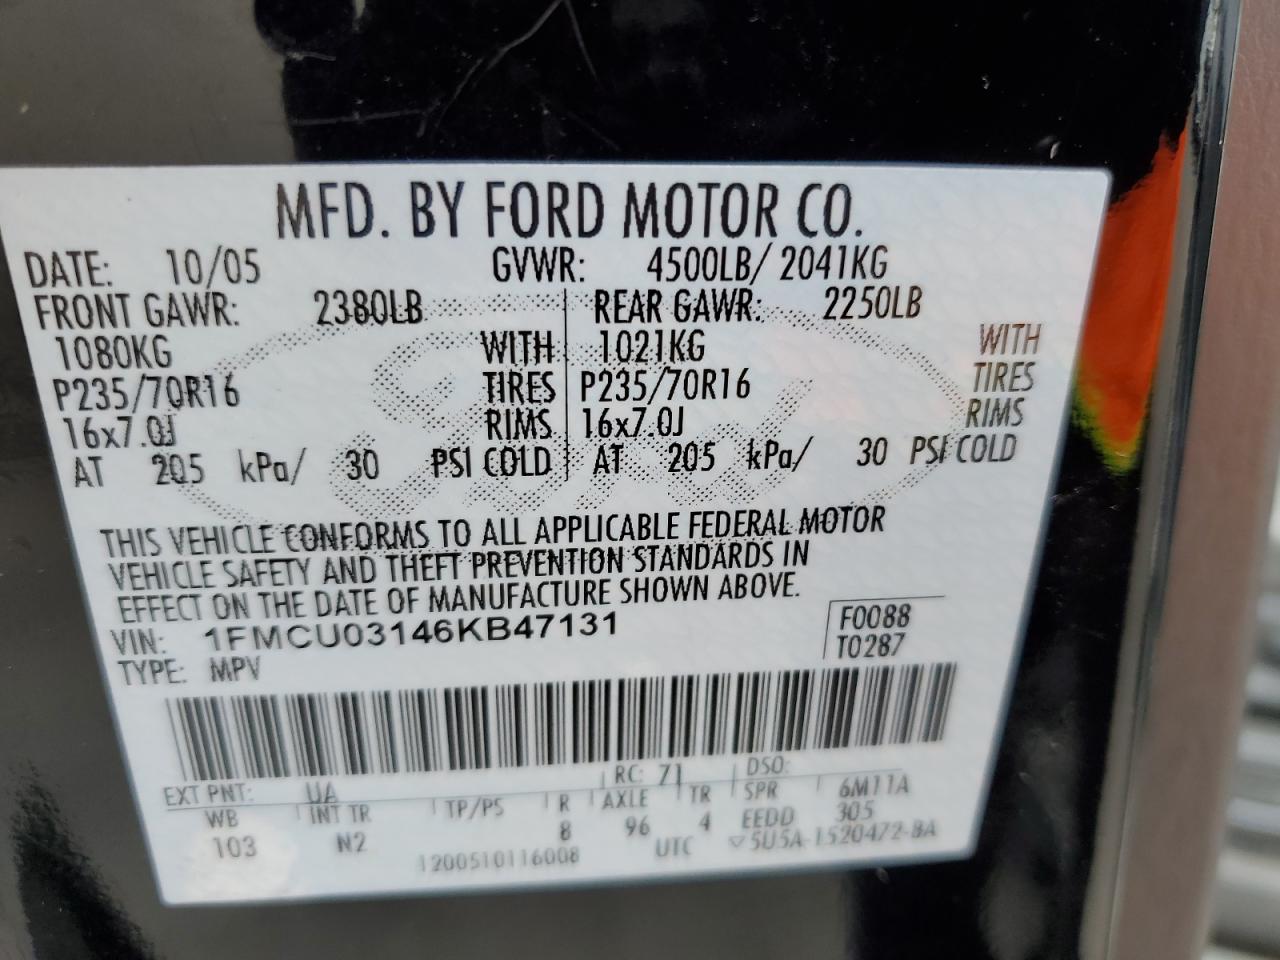 MFD. BY FORD MOTOR CO.
DATE: 10/05 GVWR: 4500LB/ 2041KG
FRONT GAWR: 2380LB REAR GAWR: 2250LB
1080KG WITH 1021KG WITH
P235/70R16 TIRES P235/70R16 TIRES
16x7.0J RIMS 16x7.0J RIMS
AT 205 kPa/ 30 PSI COLD AT 205 kPa/ 30 PSI COLD
THIS VEHICLE CONFORMS TO ALL APPLICABLE FEDERAL MOTOR
VEHICLE SAFETY AND THEFT PREVENTION STANDARDS IN
EFFECT ON THE DATE OF MANUFACTURE SHOWN ABOVE.
VIN: 1FMCU03146KB47131 F0088
TYPE: MPV T0287
EXT PNT: UA RC: 71 DSO:
WB INT TR TP/PS R AXLE TR SPR 6M11A
103 N2 8 96 4 EEDD 305
1200510116008 UTC ▽5U5A-1520472-BA